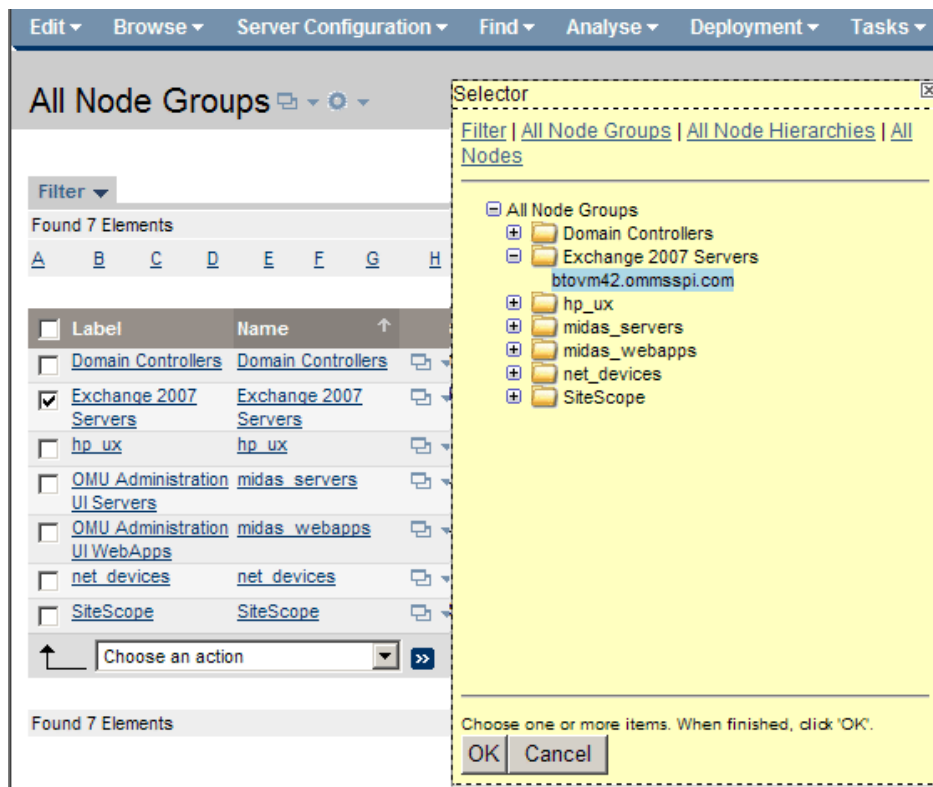 Edit Browse Server Configuration Find Analyse Deployment Tasks
All Node Groups
Filter
Found 7 Elements
A B C D E F G H
Label Name
Domain Controllers Domain Controllers
Exchange 2007 Exchange 2007
Servers Servers
hp_ux hp_ux
OMU Administration midas_servers
UI Servers
OMU Administration midas_webapps
UI WebApps
net_devices net_devices
SiteScope SiteScope
Choose an action
Found 7 Elements
Selector
Filter | All Node Groups | All Node Hierarchies | All
Nodes
All Node Groups
Domain Controllers
Exchange 2007 Servers
btovm42.ommsspi.com
hp_ux
midas_servers
midas_webapps
net_devices
SiteScope
Choose one or more items. When finished, click 'OK'.
OK Cancel